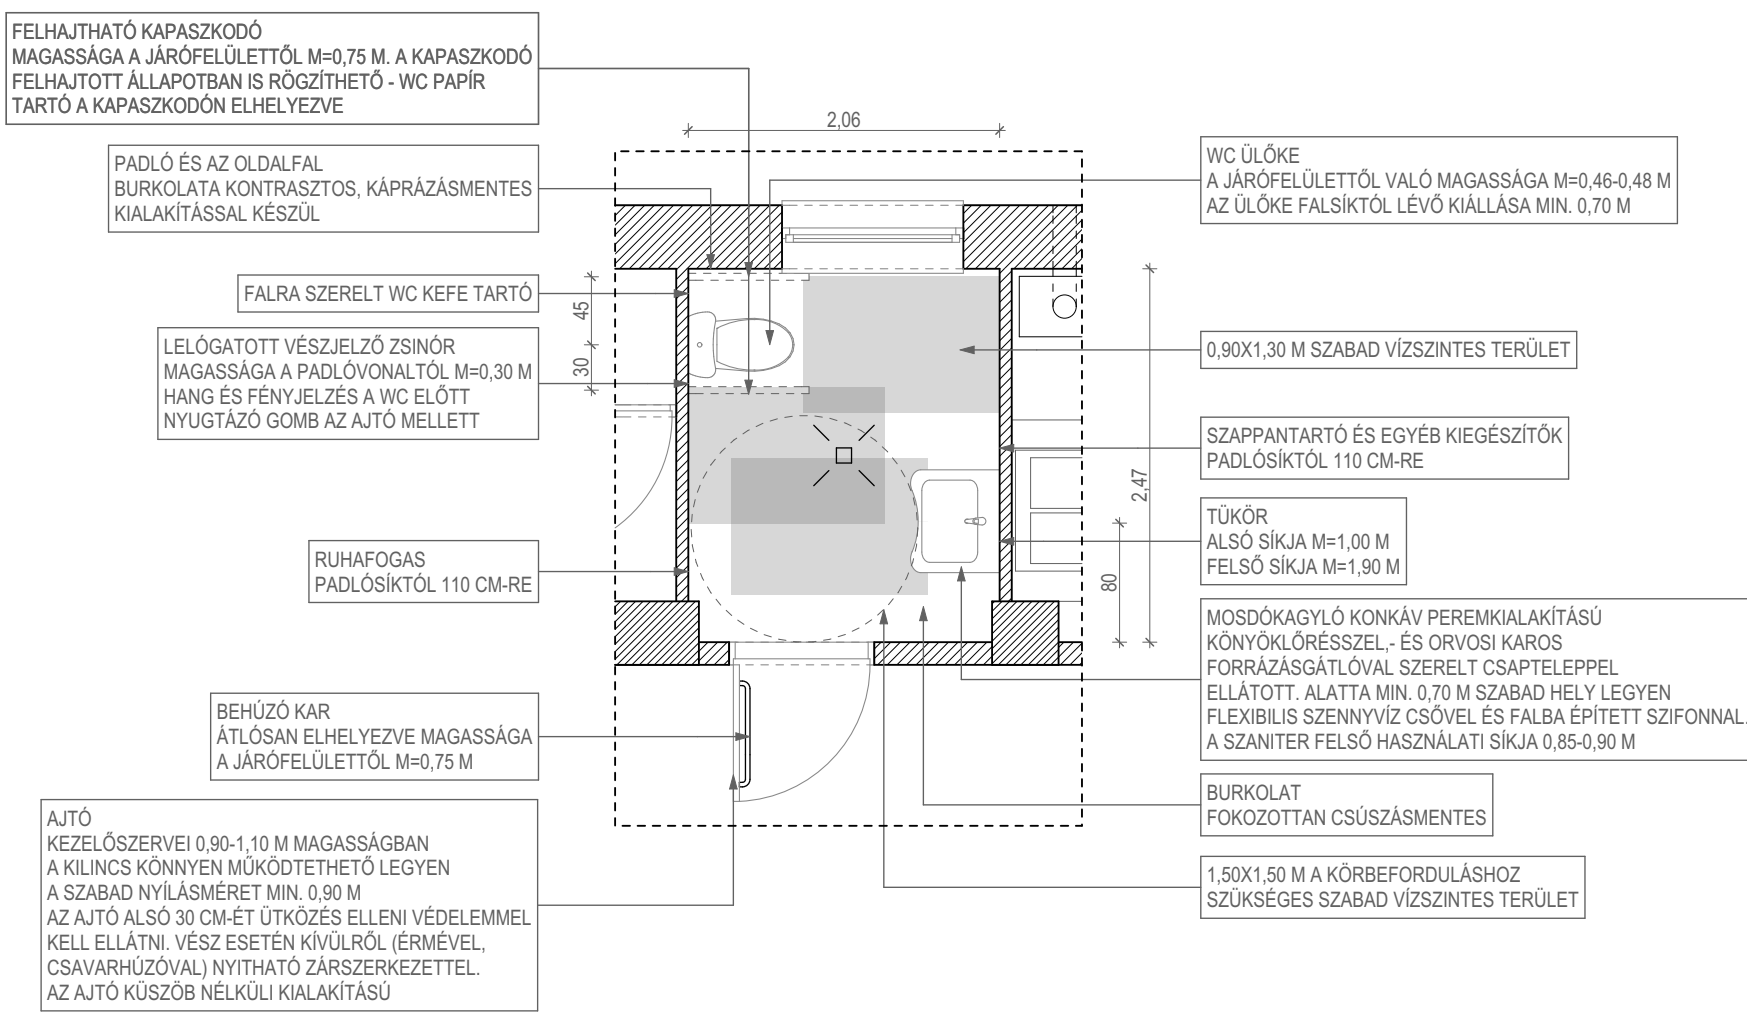 FELHAJTHATÓ KAPASZKODÓ
MAGASSÁGA A JÁRÓFELÜLETTŐL M=0,75 M. A KAPASZKODÓ
FELHAJTOTT ÁLLAPOTBAN IS RÖGZÍTHETŐ - WC PAPÍR
TARTÓ A KAPASZKODÓN ELHELYEZVE
PADLÓ ÉS AZ OLDALFAL
BURKOLATA KONTRASZTOS, KÁPRÁZÁSMENTES
KIALAKÍTÁSSAL KÉSZÜL
FALRA SZERELT WC KEFE TARTÓ
LELÓGATOTT VÉSZJELZŐ ZSINÓR
MAGASSÁGA A PADLÓVONALTÓL M=0,30 M
HANG ÉS FÉNYJELZÉS A WC ELŐTT
NYUGTÁZÓ GOMB AZ AJTÓ MELLETT
RUHAFOGAS
PADLÓSÍKTÓL 110 CM-RE
BEHÚZÓ KAR
ÁTLÓSAN ELHELYEZVE MAGASSÁGA
A JÁRÓFELÜLETTŐL M=0,75 M
AJTÓ
KEZELŐSZERVEI 0,90-1,10 M MAGASSÁGBAN
A KILINCS KÖNNYEN MŰKÖDTETHETŐ LEGYEN
A SZABAD NYÍLÁSMÉRET MIN. 0,90 M
AZ AJTÓ ALSÓ 30 CM-ÉT ÜTKÖZÉS ELLENI VÉDELEMMEL
KELL ELLÁTNI. VÉSZ ESETÉN KÍVÜLRŐL (ÉRMÉVEL,
CSAVARHÚZÓVAL) NYITHATÓ ZÁRSZERKEZETTEL.
AZ AJTÓ KÜSZÖB NÉLKÜLI KIALAKÍTÁSÚ
2,06
45
30
2,47
80
WC ÜLŐKE
A JÁRÓFELÜLETTŐL VALÓ MAGASSÁGA M=0,46-0,48 M
AZ ÜLŐKE FALSÍKTÓL LÉVŐ KIÁLLÁSA MIN. 0,70 M
0,90X1,30 M SZABAD VÍZSZINTES TERÜLET
SZAPPANTARTÓ ÉS EGYÉB KIEGÉSZÍTŐK
PADLÓSÍKTÓL 110 CM-RE
TÜKÖR
ALSÓ SÍKJA M=1,00 M
FELSŐ SÍKJA M=1,90 M
MOSDÓKAGYLÓ KONKÁV PEREMKIALAKÍTÁSÚ
KÖNYÖKLŐRÉSSZEL,- ÉS ORVOSI KAROS
FORRÁZÁSGÁTLÓVAL SZERELT CSAPTELEPPEL
ELLÁTOTT. ALATTA MIN. 0,70 M SZABAD HELY LEGYEN
FLEXIBILIS SZENNYVÍZ CSŐVEL ÉS FALBA ÉPÍTETT SZIFONNAL.
A SZANITER FELSŐ HASZNÁLATI SÍKJA 0,85-0,90 M
BURKOLAT
FOKOZOTTAN CSÚSZÁSMENTES
1,50X1,50 M A KÖRBEFORDULÁSHOZ
SZÜKSÉGES SZABAD VÍZSZINTES TERÜLET